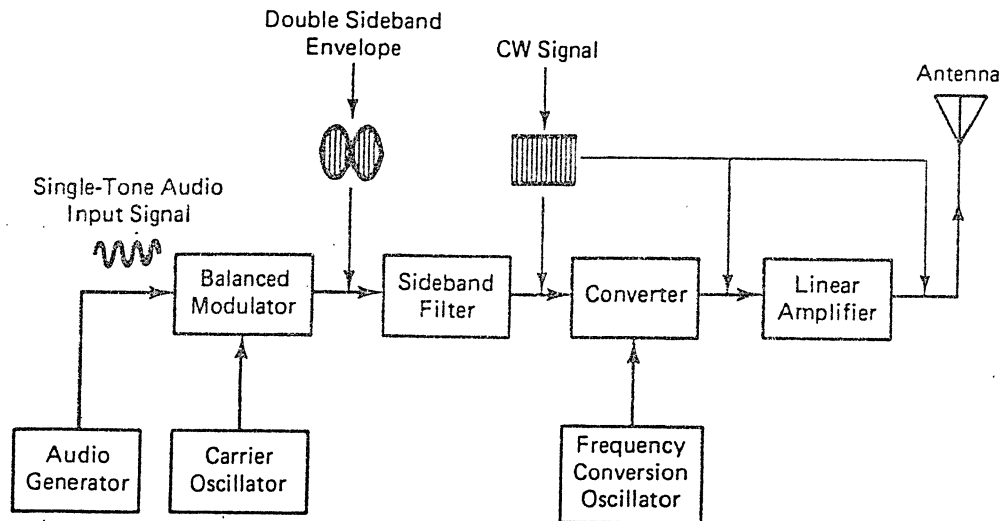 Double Sideband
Envelope
CW Signal
Antenna
Single-Tone Audio
Input Signal
Balanced
Modulator
Sideband
Filter
Converter
Linear
Amplifier
Audio
Generator
Carrier
Oscillator
Frequency
Conversion
Oscillator